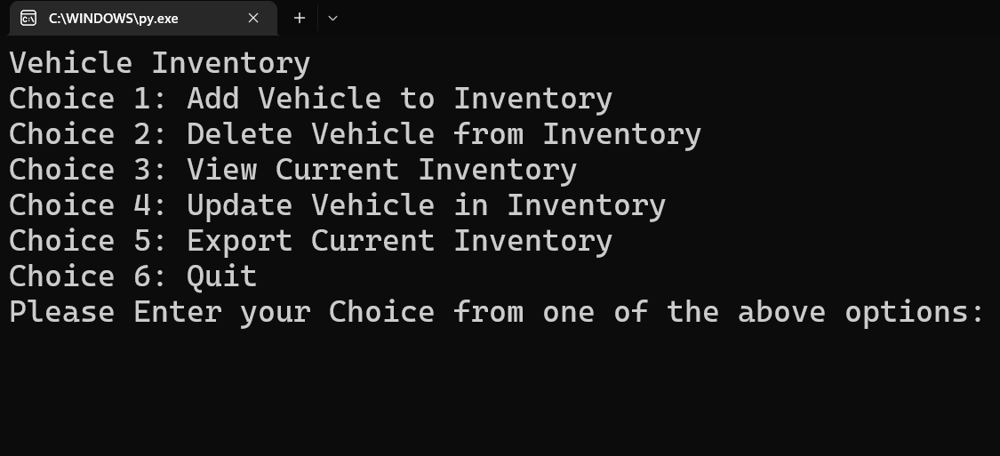 C:\WINDOWS\py.exe
Vehicle Inventory
Choice 1: Add Vehicle to Inventory
Choice 2: Delete Vehicle from Inventory
Choice 3: View Current Inventory
Choice 4: Update Vehicle in Inventory
Choice 5: Export Current Inventory
Choice 6: Quit
Please Enter your Choice from one of the above options: